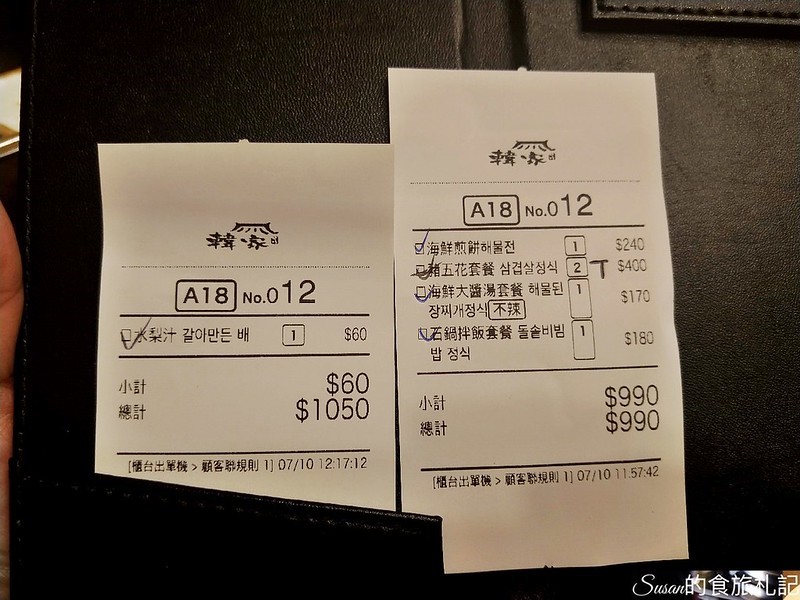 韓家
A18 No.012
水梨汁 갈아만든 배 1 $60
小計 $60
總計 $1050
[櫃台出單機 > 顧客聯規則 1] 07/10 12:17:12
韓家
A18 No.012
海鮮煎餅해물전 1 $240
豬五花套餐 삼겹살정식 2 T $400
海鮮大醬湯套餐 해물된 1 $170
장찌개정식 不辣
石鍋拌飯套餐 돌솥비빔 1 $180
밥 정식
小計 $990
總計 $990
[櫃台出單機 > 顧客聯規則 1] 07/10 11:57:42
Susan的食旅札記